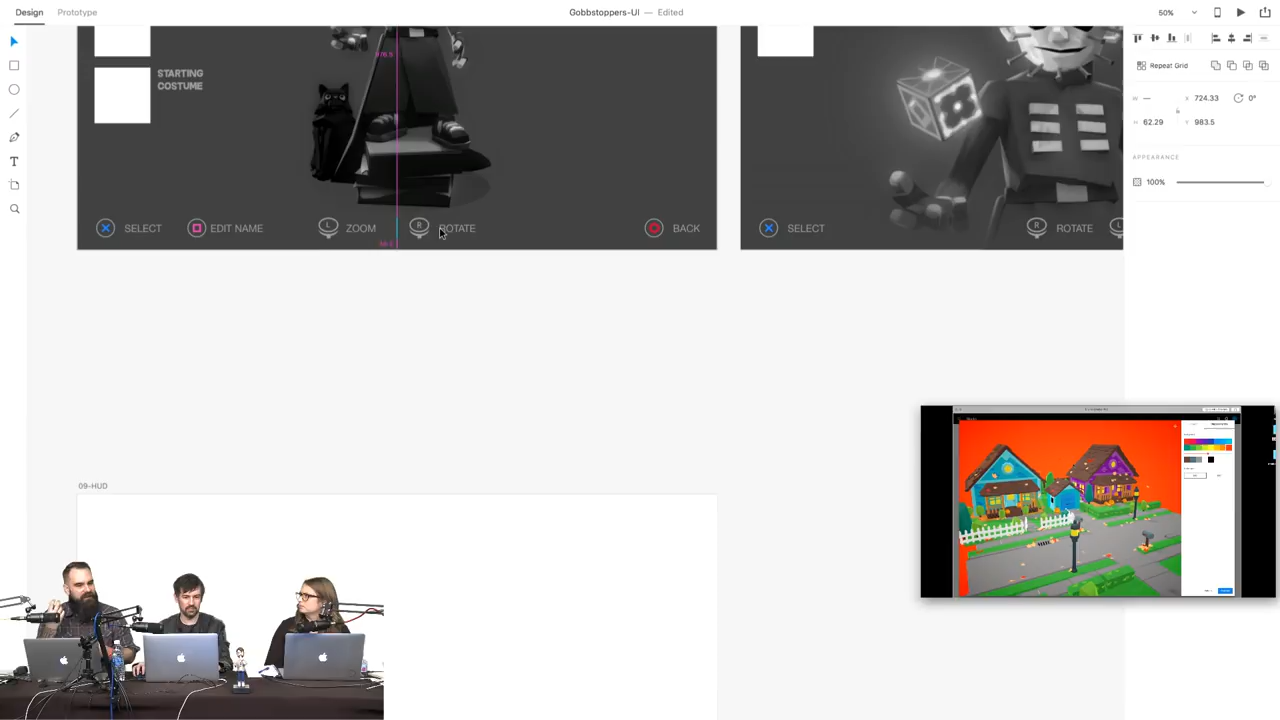 Design Prototype Gobbstoppers-UI — Edited 50%
STARTING
COSTUME
SELECT EDIT NAME L ZOOM R ROTATE BACK
SELECT R ROTATE L
09-HUD
Repeat Grid
W — X 724.33 0°
H 62.29 Y 983.5
APPEARANCE
100%